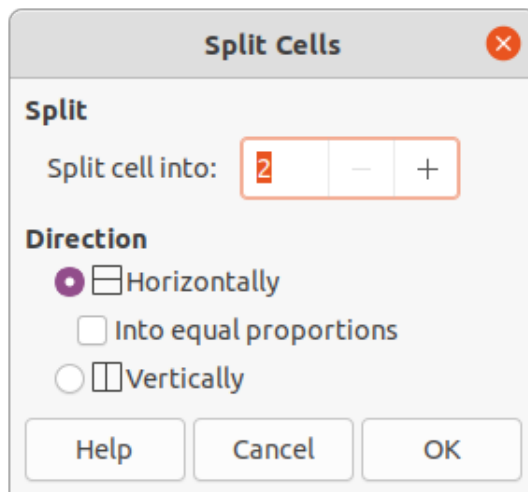 Split Cells
Split
Split cell into: 2
Direction
Horizontally
Into equal proportions
Vertically
Help Cancel OK